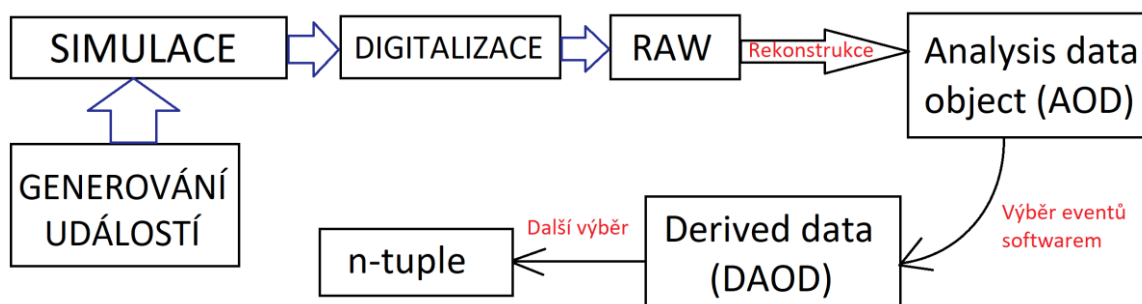 SIMULACE
DIGITALIZACE
RAW
Rekonstrukce
Analysis data
object (AOD)
GENEROVÁNÍ
UDÁLOSTÍ
Výběr eventů
softwarem
Derived data
(DAOD)
Další výběr
n-tuple